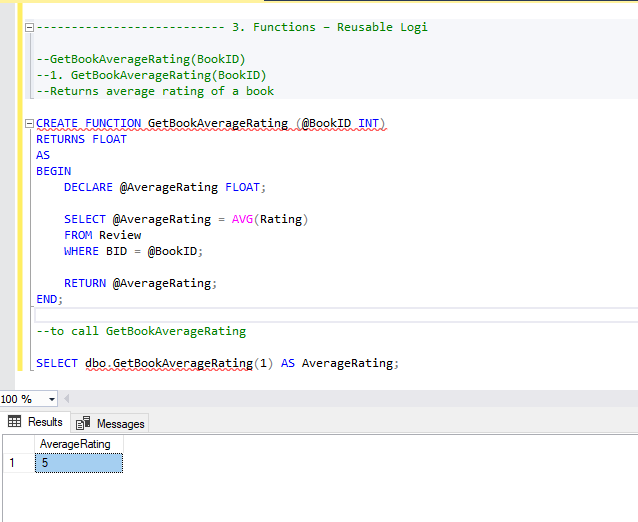 ------------------------- 3. Functions – Reusable Logi
--GetBookAverageRating(BookID)
--1. GetBookAverageRating(BookID)
--Returns average rating of a book
CREATE FUNCTION GetBookAverageRating (@BookID INT)
RETURNS FLOAT
AS
BEGIN
    DECLARE @AverageRating FLOAT;
    SELECT @AverageRating = AVG(Rating)
    FROM Review
    WHERE BID = @BookID;
    RETURN @AverageRating;
END;
--to call GetBookAverageRating
SELECT dbo.GetBookAverageRating(1) AS AverageRating;
100 %
Results Messages
AverageRating
1 5